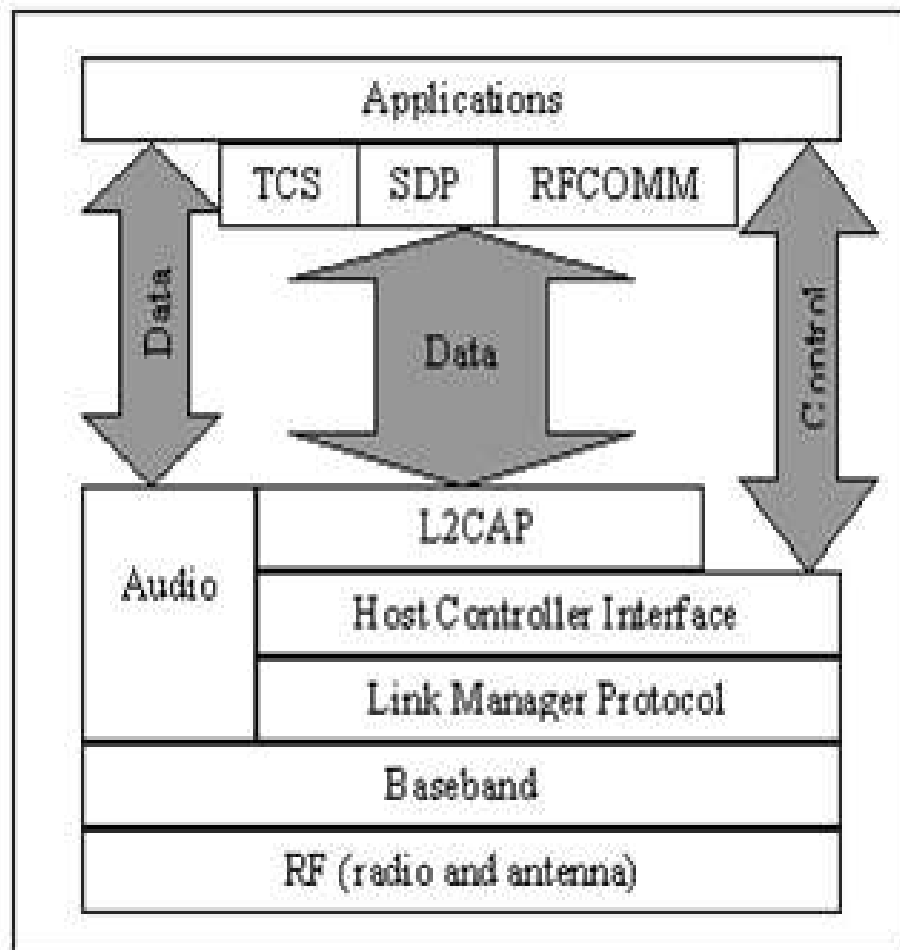 Applications
TCS SDP RFCOMM
Data
Data
Control
L2CAP
Audio
Host Controller Interface
Link Manager Protocol
Baseband
RF (radio and antenna)